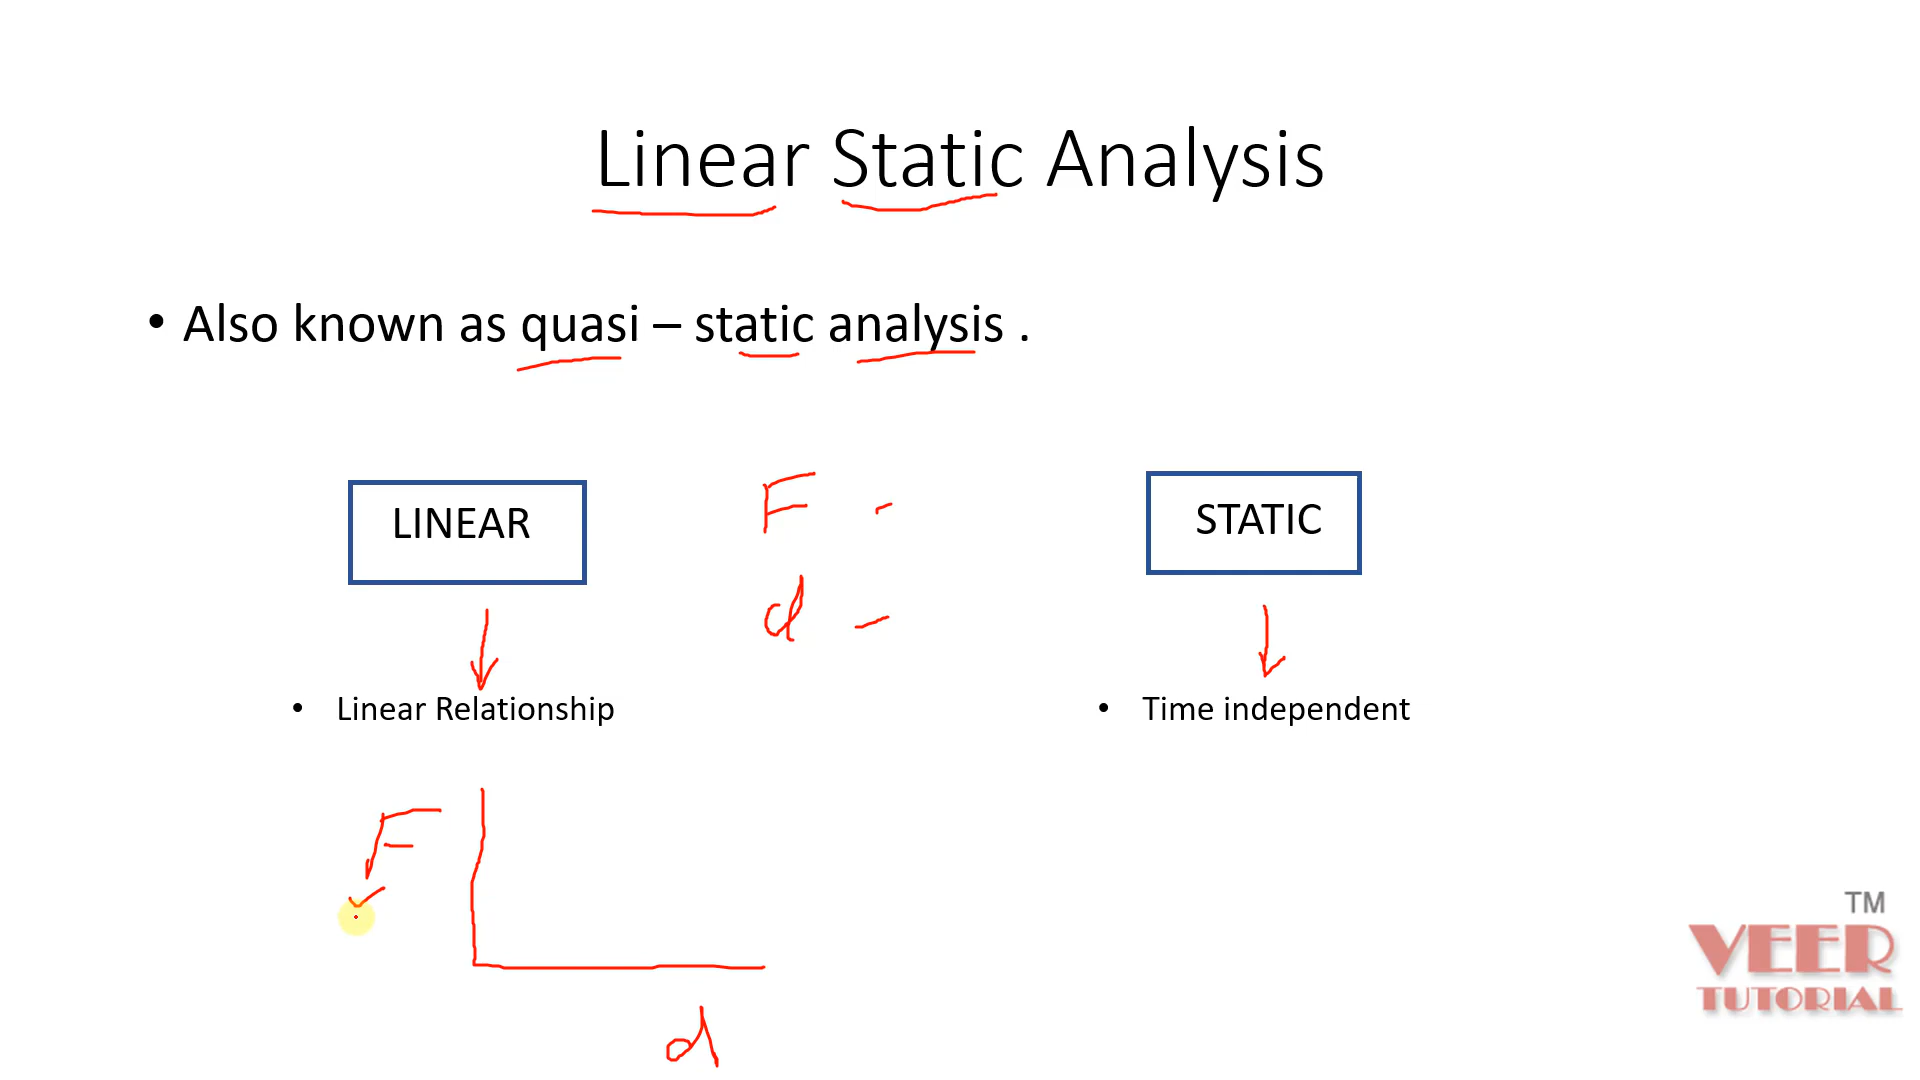 Linear Static Analysis
• Also known as quasi – static analysis .
LINEAR
F -
STATIC
d -
• Linear Relationship
• Time independent
F
d
TM
VEER
TUTORIAL